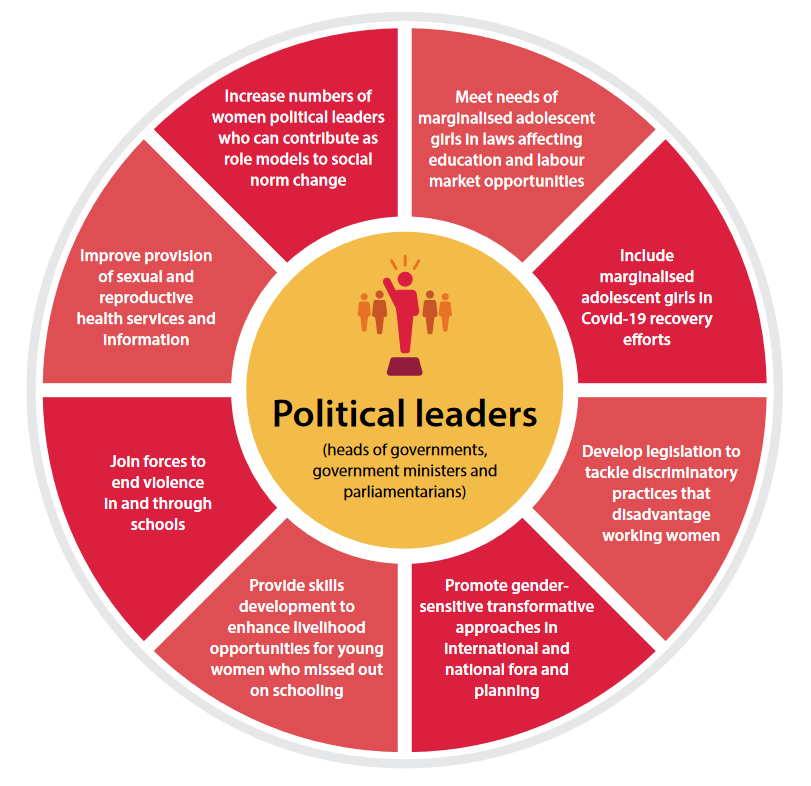 Increase numbers of
women political leaders
who can contribute as
role models to social
norm change
Meet needs of
marginalised adolescent
girls in laws affecting
education and labour
market opportunities
Include
marginalised
adolescent girls in
Covid-19 recovery
efforts
Develop legislation to
tackle discriminatory
practices that
disadvantage
working women
Promote gender-
sensitive transformative
approaches in
international and
national fora and
planning
Provide skills
development to
enhance livelihood
opportunities for young
women who missed out
on schooling
Join forces to
end violence
in and through
schools
Improve provision
of sexual and
reproductive
health services and
information
Political leaders
(heads of governments,
government ministers and
parliamentarians)